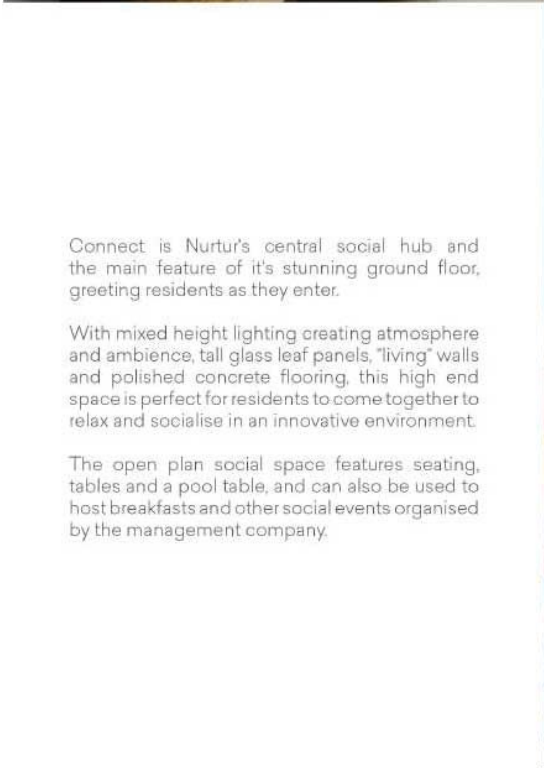 Connect is Nurtur's central social hub and
the main feature of it's stunning ground floor,
greeting residents as they enter.
With mixed height lighting creating atmosphere
and ambience, tall glass leaf panels, "living" walls
and polished concrete flooring, this high end
space is perfect for residents to come together to
relax and socialise in an innovative environment.
The open plan social space features seating,
tables and a pool table, and can also be used to
host breakfasts and other social events organised
by the management company.